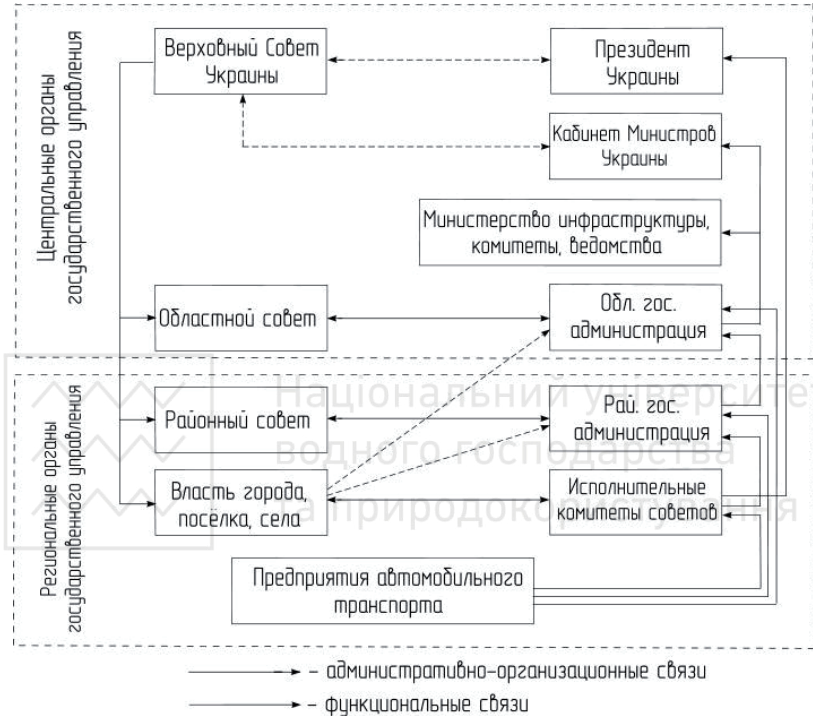 Центральные органы
государственного управления
Верховный Совет
Украины
Президент
Украины
Кабинет Министров
Украины
Министерство инфраструктуры,
комитеты, ведомства
Областной совет
Обл. гос.
администрация
Региональные органы
государственного управления
Національний університет
водного господарства
та природокористування
Районный совет
Рай. гос.
администрация
Власть города,
посёлка, села
Исполнительные
комитеты советов
Предприятия автомобильного
транспорта
- административно-организационные связи
- функциональные связи